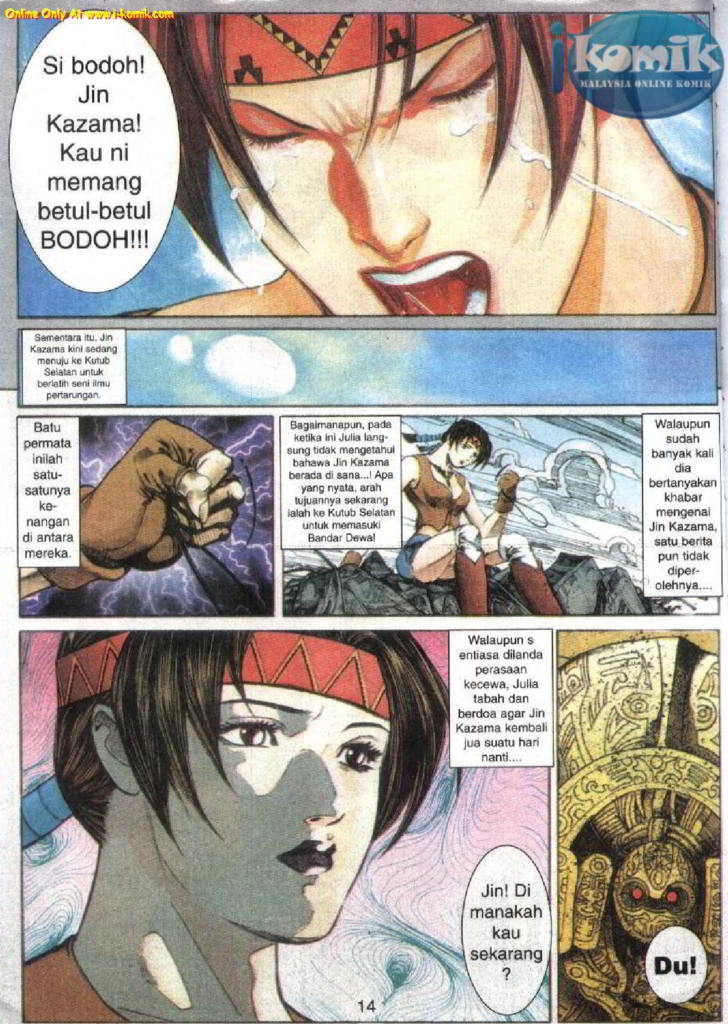 Online Only At www.i-komik.com
ikomik
MALAYSIA ONLINE KOMIK
Si bodoh!
Jin
Kazama!
Kau ni
memang
betul-betul
BODOH!!!
Sementara itu, Jin
Kazama kini sedang
menuju ke Kutub
Selatan untuk
berlatih seni ilmu
pertarungan.
Batu
permata
inilah
satu-
satunya
ke-
nangan
di antara
mereka.
Bagaimanapun, pada
ketika ini Julia lang-
sung tidak mengetahui
bahawa Jin Kazama
berada di sana...! Apa
yang nyata, arah
tujuannya sekarang
ialah ke Kutub Selatan
untuk memasuki
Bandar Dewa!
Walaupun
sudah
banyak kali
dia
bertanyakan
khabar
mengenai
Jin Kazama,
satu berita
pun tidak
diper-
olehnya....
Walaupun s
entiasa dilanda
perasaan
kecewa, Julia
tabah dan
berdoa agar Jin
Kazama kembali
jua suatu hari
nanti....
Jin! Di
manakah
kau
sekarang
?
Du!
14